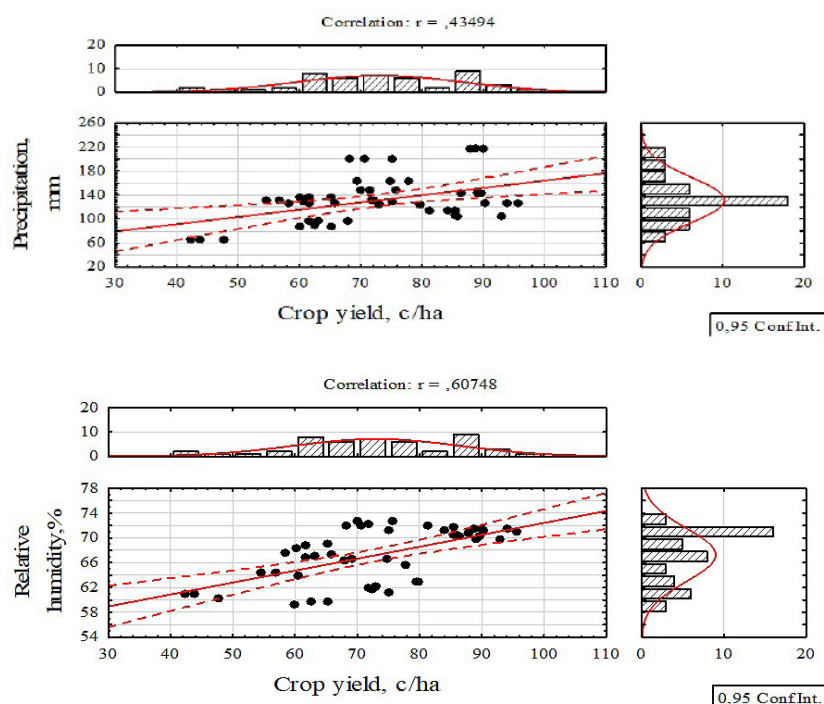 Correlation: r = ,43494
20
10
0
260
220
180
140
100
60
20
Precipitation,
mm
30 40 50 60 70 80 90 100 110
Crop yield, c/ha
0 10 20
0,95 Conf.Int.
Correlation: r = ,60748
20
10
0
78
74
70
66
62
58
54
Relative
humidity,%
30 40 50 60 70 80 90 100 110
Crop yield, c/ha
0 10 20
0,95 Conf.Int.